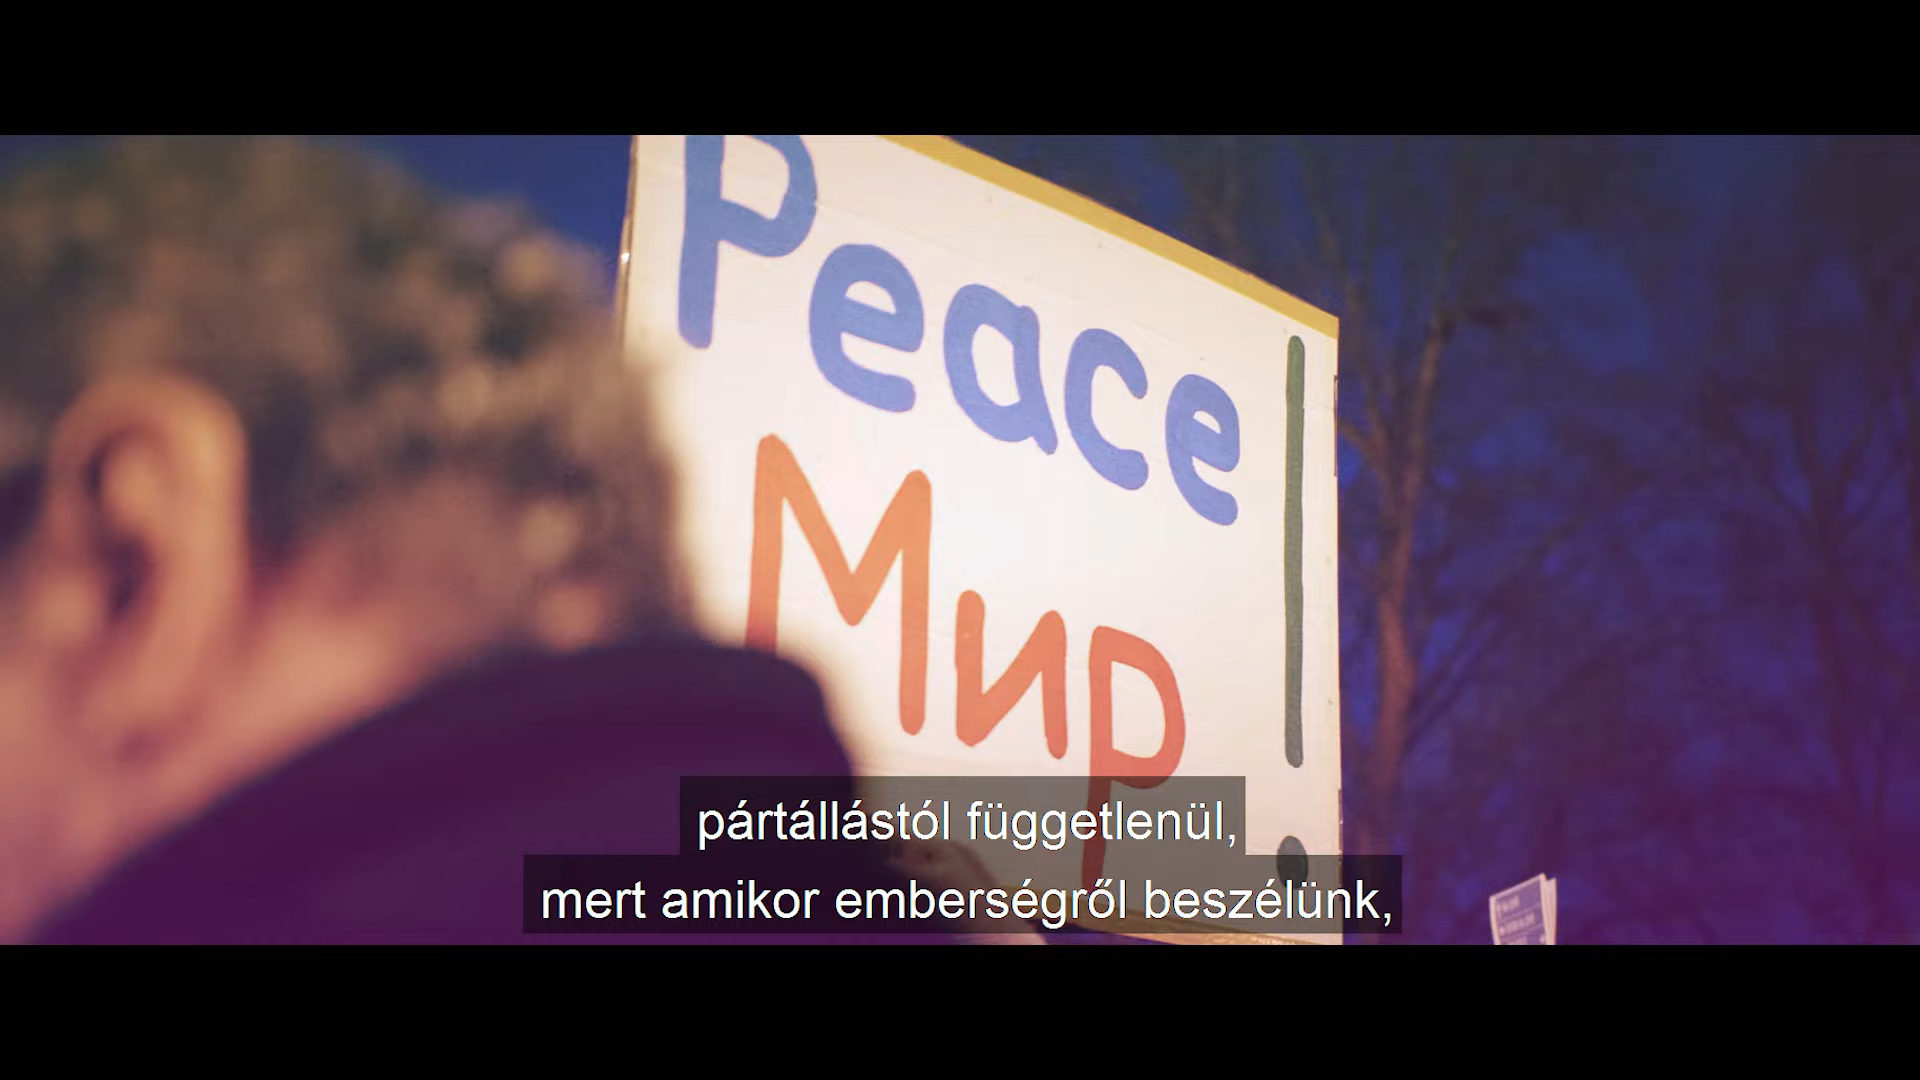 Peace !
Мир
pártállástól függetlenül,
mert amikor emberségről beszélünk,